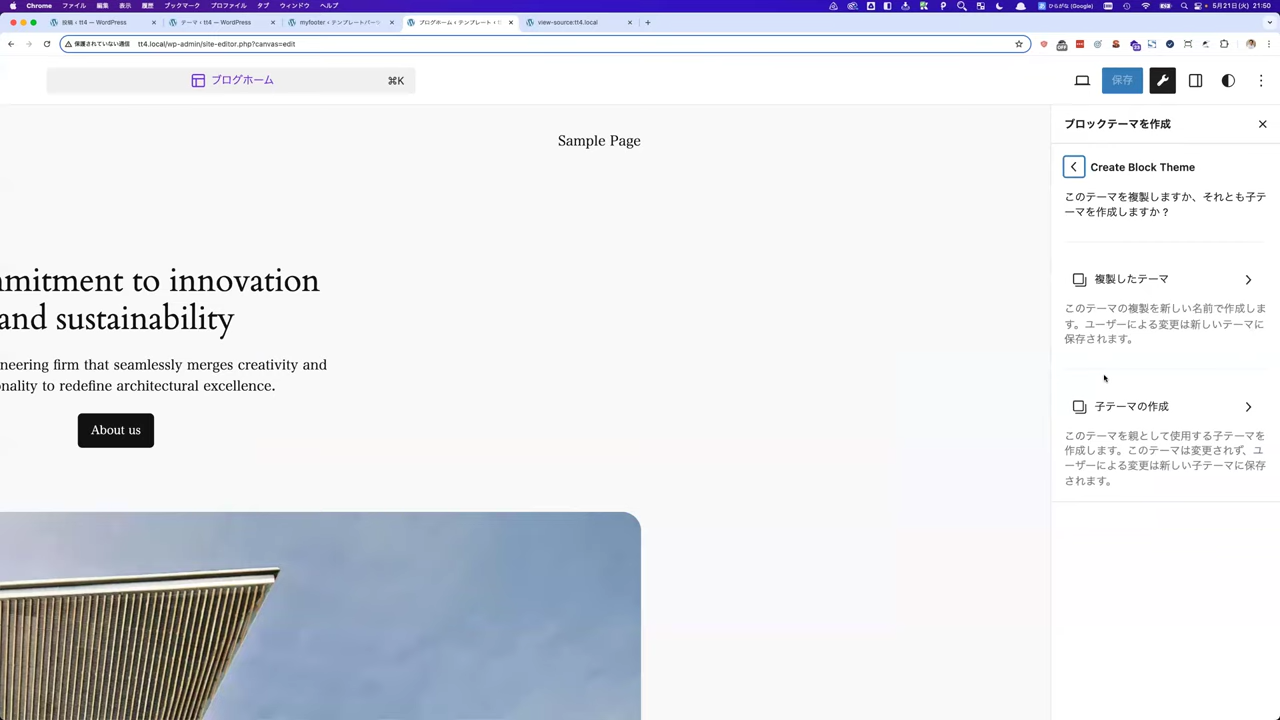 Chrome ファイル 編集 表示 履歴 ブックマーク プロファイル タブ ウィンドウ ヘルプ
ひらがな (Google) 5月21日(火) 21:50
投稿 ‹ tt4 — WordPress
テーマ ‹ tt4 — WordPress
myfooter ‹ テンプレートパーツ
ブログホーム ‹ テンプレート ‹ t
view-source:tt4.local
保護されていない通信 tt4.local/wp-admin/site-editor.php?canvas=edit
ブログホーム ⌘K
保存
ブロックテーマを作成
Sample Page
Create Block Theme
このテーマを複製しますか、それとも子テ
ーマを作成しますか ?
複製したテーマ
このテーマの複製を新しい名前で作成しま
す。ユーザーによる変更は新しいテーマに
保存されます。
子テーマの作成
このテーマを親として使用する子テーマを
作成します。このテーマは変更されず、ユ
ーザーによる変更は新しい子テーマに保存
されます。
mitment to innovation
and sustainability
neering firm that seamlessly merges creativity and
onality to redefine architectural excellence.
About us